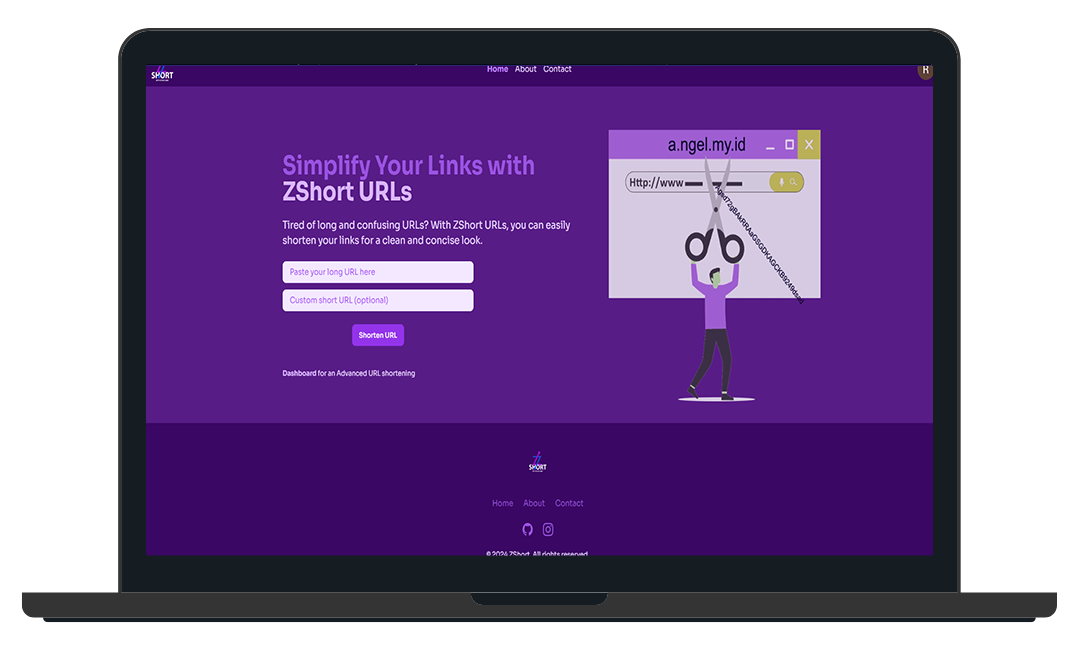 SHORT
Home About Contact
R
a.ngel.my.id
Http://www
Simplify Your Links with
ZShort URLs
Tired of long and confusing URLs? With ZShort URLs, you can easily
shorten your links for a clean and concise look.
Paste your long URL here
Custom short URL (optional)
Shorten URL
Dashboard for an Advanced URL shortening
SHORT
Home About Contact
© 2024 ZShort. All rights reserved.